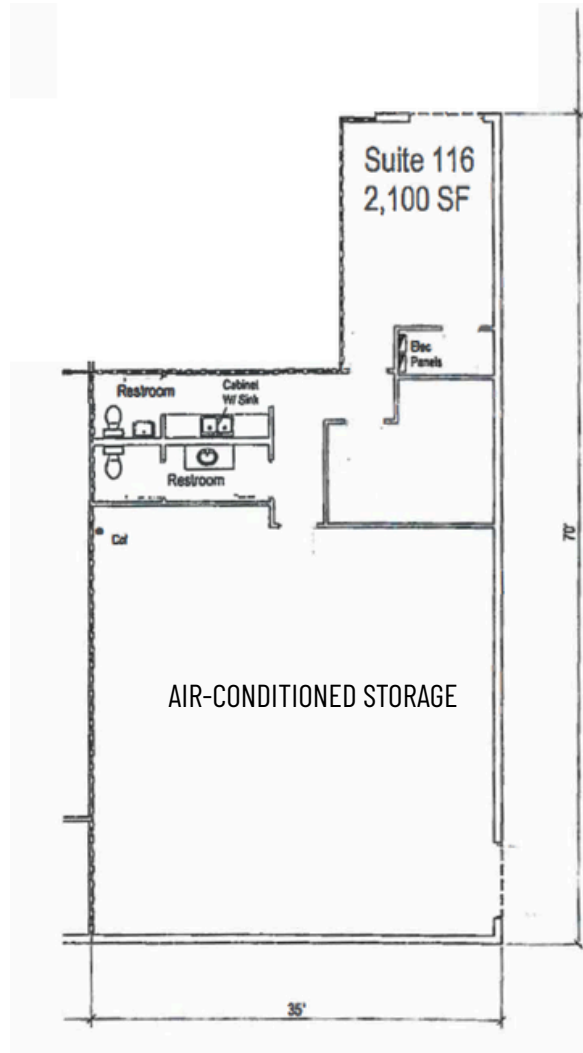 Suite 116
2,100 SF
Elec
Panels
Restroom
Cabinet
W/ Sink
Restroom
Col
70'
AIR-CONDITIONED STORAGE
35'